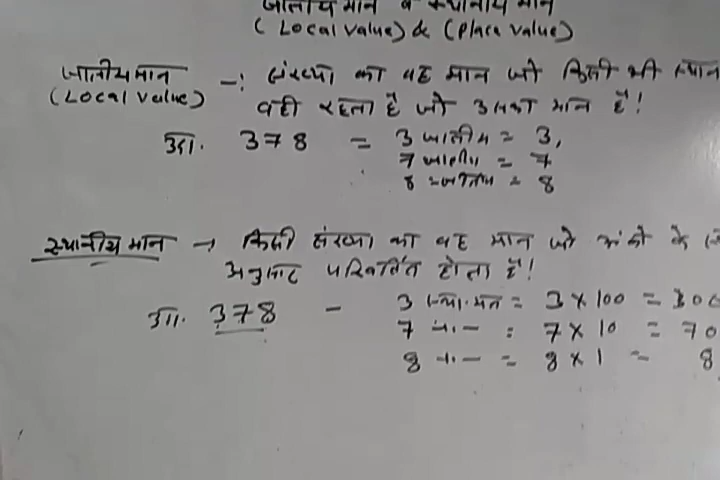 जातीय मान व स्थानीय मान
(Local value) & (Place value)
जातीय मान -: संख्या का वह मान जो किसी भी स्थान
(Local value) वही रहता है जो उसका मान है!
उदा. 378 = 3 जातीय = 3,
7 जातीय = 7
8 = 8
स्थानीय मान → किसी संख्या का वह मान जो अंको के
अनुसार परिवर्तित होता है!
उदा. 378 - 3 स्था. मान = 3 × 100 = 300
7 -"- : 7 × 10 = 70
8 -"- = 8 × 1 = 8